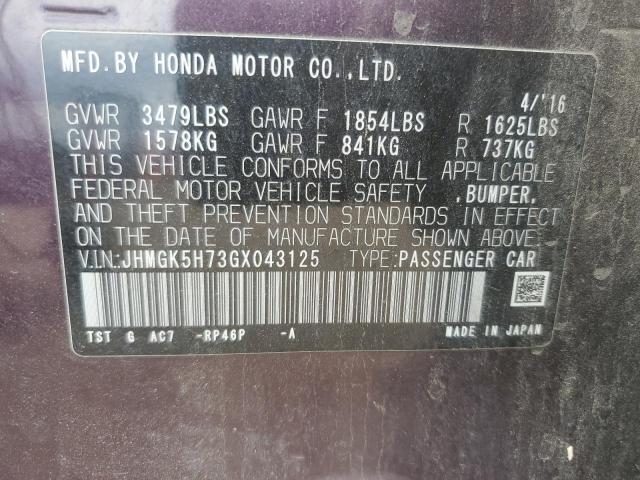 MFD.BY HONDA MOTOR CO.,LTD.
4/'16
GVWR 3479LBS GAWR F 1854LBS R 1625LBS
GVWR 1578KG GAWR F 841KG R 737KG
THIS VEHICLE CONFORMS TO ALL APPLICABLE
FEDERAL MOTOR VEHICLE SAFETY ,BUMPER,
AND THEFT PREVENTION STANDARDS IN EFFECT
ON THE DATE OF MANUFACTURE SHOWN ABOVE.
V.I.N:JHMGK5H73GX043125 TYPE:PASSENGER CAR
TST G AC7 -RP46P -A MADE IN JAPAN